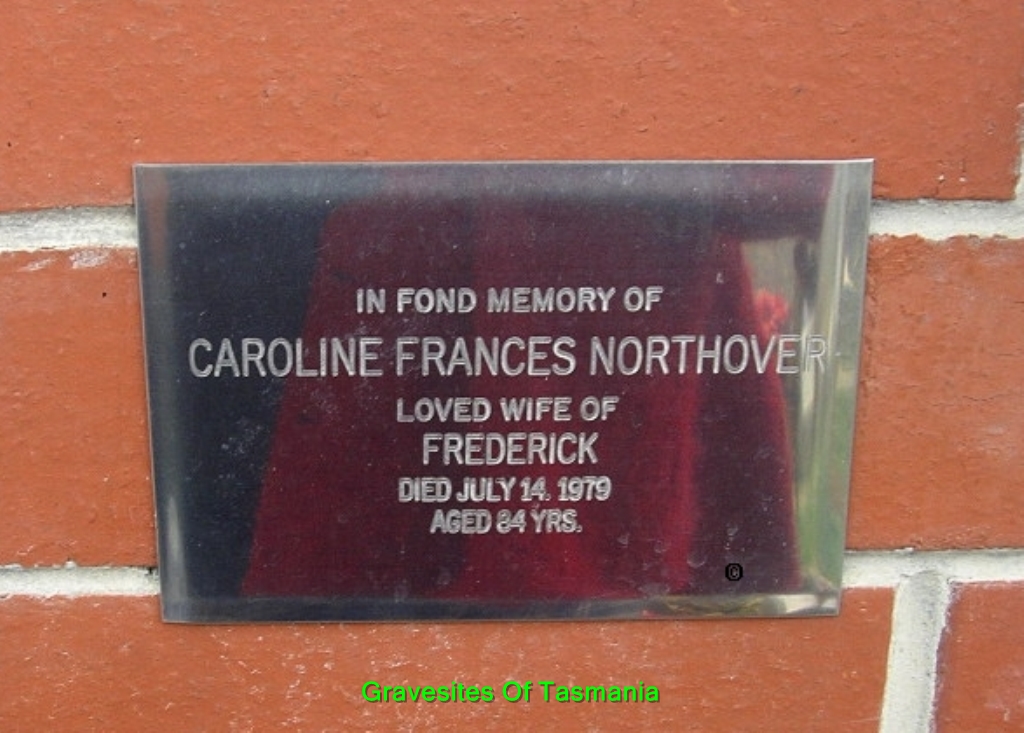 IN FOND MEMORY OF
CAROLINE FRANCES NORTHOVER
LOVED WIFE OF
FREDERICK
DIED JULY 14. 1979
AGED 84 YRS.
©
Gravesites Of Tasmania